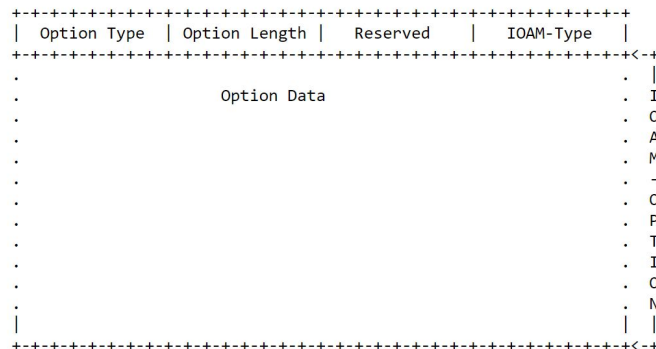 +-+-+-+-+-+-+-+-+-+-+-+-+-+-+-+-+-+-+-+-+-+-+-+-+-+-+-+-+-+-+-+-+
| Option Type | Option Length | Reserved | IOAM-Type |
+-+-+-+-+-+-+-+-+-+-+-+-+-+-+-+-+-+-+-+-+-+-+-+-+-+-+-+-+-+-+-+-+<-+
. . |
. Option Data . I
. . O
. . A
. . M
. . -
. . O
. . P
. . T
. . I
. . O
. . N
| | |
+-+-+-+-+-+-+-+-+-+-+-+-+-+-+-+-+-+-+-+-+-+-+-+-+-+-+-+-+-+-+-+-+<-+